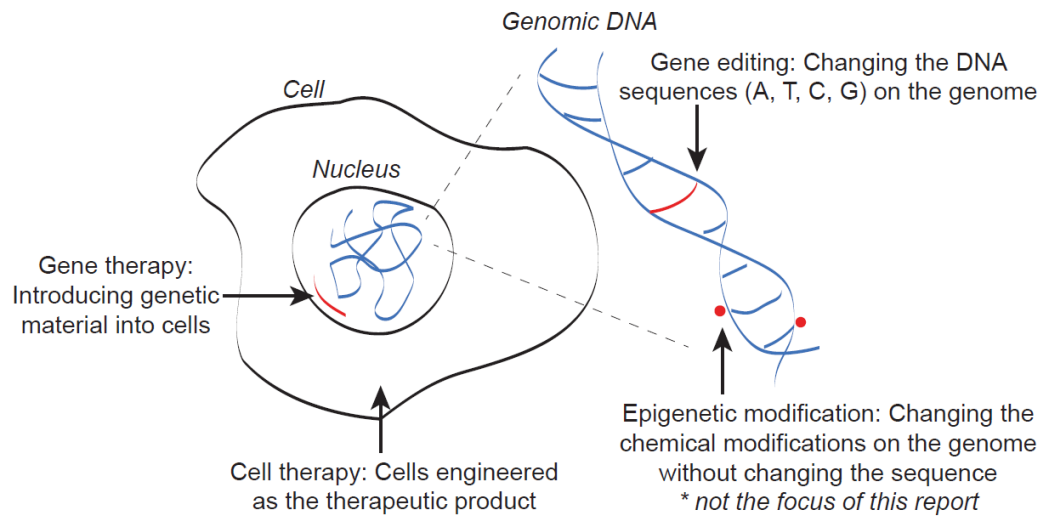 Genomic DNA
Gene editing: Changing the DNA
sequences (A, T, C, G) on the genome
Cell
Nucleus
Gene therapy:
Introducing genetic
material into cells
Epigenetic modification: Changing the
chemical modifications on the genome
without changing the sequence
* not the focus of this report
Cell therapy: Cells engineered
as the therapeutic product